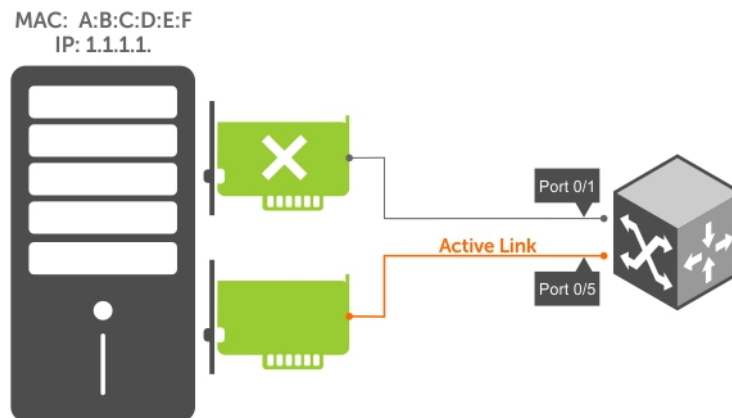 MAC: A:B:C:D:E:F
IP: 1.1.1.1.
Port 0/1
Active Link
Port 0/5